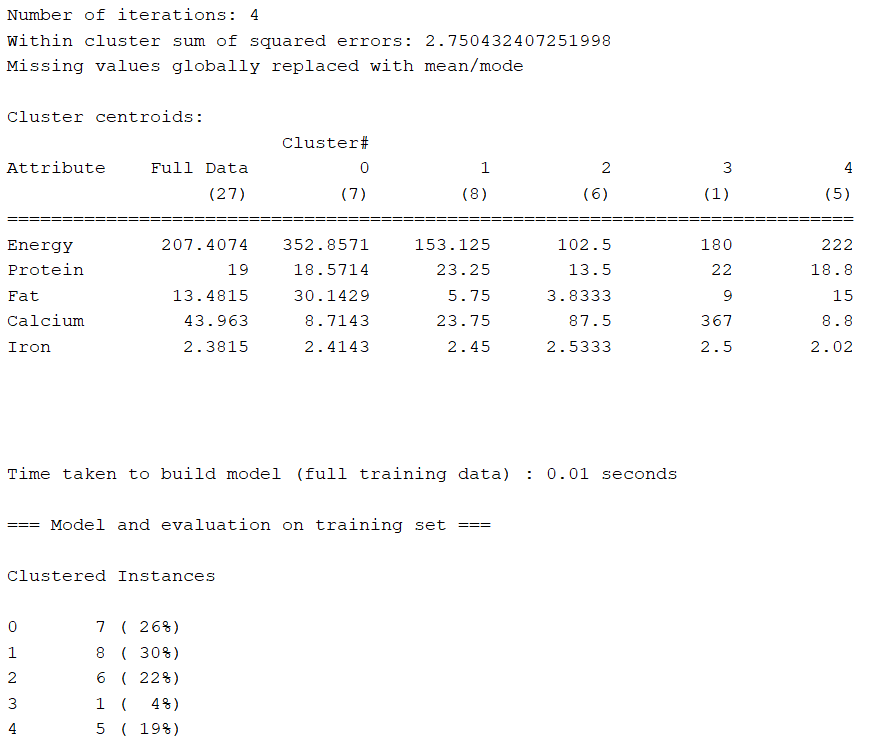 Number of iterations: 4
Within cluster sum of squared errors: 2.750432407251998
Missing values globally replaced with mean/mode
Cluster centroids:
Cluster#
Attribute Full Data 0 1 2 3 4
(27) (7) (8) (6) (1) (5)
==============================================================================
Energy 207.4074 352.8571 153.125 102.5 180 222
Protein 19 18.5714 23.25 13.5 22 18.8
Fat 13.4815 30.1429 5.75 3.8333 9 15
Calcium 43.963 8.7143 23.75 87.5 367 8.8
Iron 2.3815 2.4143 2.45 2.5333 2.5 2.02
Time taken to build model (full training data) : 0.01 seconds
=== Model and evaluation on training set ===
Clustered Instances
0 7 ( 26%)
1 8 ( 30%)
2 6 ( 22%)
3 1 ( 4%)
4 5 ( 19%)